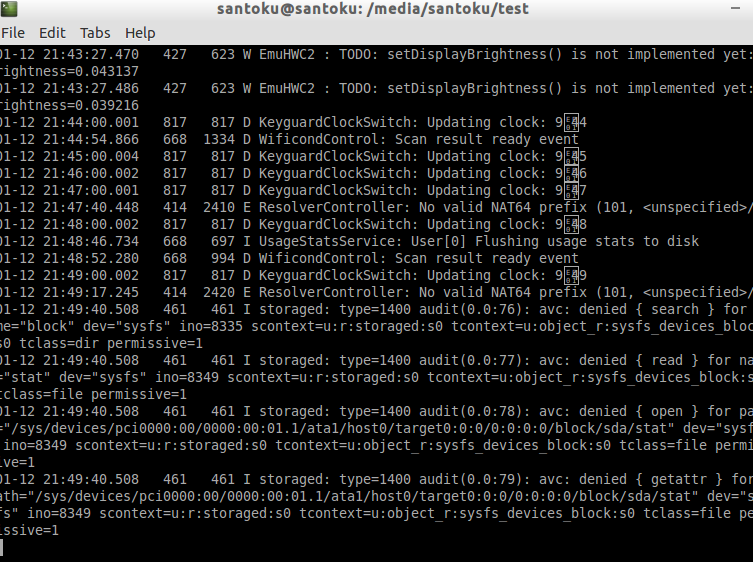 santoku@santoku: /media/santoku/test
File Edit Tabs Help
01-12 21:43:27.470 427 623 W EmuHWC2 : TODO: setDisplayBrightness() is not implemented yet:
rightness=0.043137
01-12 21:43:27.486 427 623 W EmuHWC2 : TODO: setDisplayBrightness() is not implemented yet:
rightness=0.039216
01-12 21:44:00.001 817 817 D KeyguardClockSwitch: Updating clock: 9:44
01-12 21:44:54.866 668 1334 D WificondControl: Scan result ready event
01-12 21:45:00.004 817 817 D KeyguardClockSwitch: Updating clock: 9:45
01-12 21:46:00.002 817 817 D KeyguardClockSwitch: Updating clock: 9:46
01-12 21:47:00.001 817 817 D KeyguardClockSwitch: Updating clock: 9:47
01-12 21:47:40.448 414 2410 E ResolverController: No valid NAT64 prefix (101, <unspecified>/
01-12 21:48:00.002 817 817 D KeyguardClockSwitch: Updating clock: 9:48
01-12 21:48:46.734 668 697 I UsageStatsService: User[0] Flushing usage stats to disk
01-12 21:48:52.280 668 994 D WificondControl: Scan result ready event
01-12 21:49:00.002 817 817 D KeyguardClockSwitch: Updating clock: 9:49
01-12 21:49:17.245 414 2420 E ResolverController: No valid NAT64 prefix (101, <unspecified>/
01-12 21:49:40.508 461 461 I storaged: type=1400 audit(0.0:76): avc: denied { search } for
me="block" dev="sysfs" ino=8335 scontext=u:r:storaged:s0 tcontext=u:object_r:sysfs_devices_bloc
s0 tclass=dir permissive=1
01-12 21:49:40.508 461 461 I storaged: type=1400 audit(0.0:77): avc: denied { read } for na
="stat" dev="sysfs" ino=8349 scontext=u:r:storaged:s0 tcontext=u:object_r:sysfs_devices_block:s
tclass=file permissive=1
01-12 21:49:40.508 461 461 I storaged: type=1400 audit(0.0:78): avc: denied { open } for pa
="/sys/devices/pci0000:00/0000:00:01.1/ata1/host0/target0:0:0/0:0:0:0/block/sda/stat" dev="sysf
ino=8349 scontext=u:r:storaged:s0 tcontext=u:object_r:sysfs_devices_block:s0 tclass=file permi
ive=1
01-12 21:49:40.508 461 461 I storaged: type=1400 audit(0.0:79): avc: denied { getattr } for
ath="/sys/devices/pci0000:00/0000:00:01.1/ata1/host0/target0:0:0/0:0:0:0/block/sda/stat" dev="s
fs" ino=8349 scontext=u:r:storaged:s0 tcontext=u:object_r:sysfs_devices_block:s0 tclass=file pe
issive=1